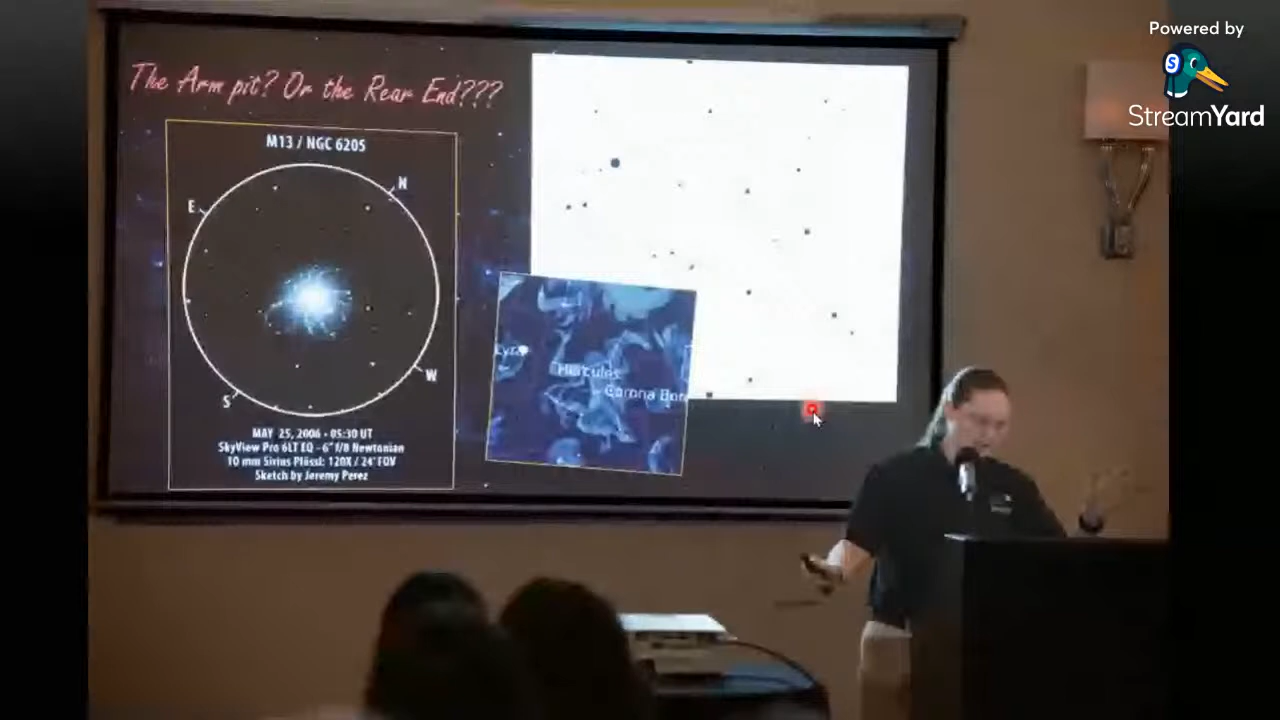 Powered by
StreamYard
The Arm pit? Or the Rear End???
M13 / NGC 6205
N
E
W
S
MAY 25, 2006 - 05:30 UT
SkyView Pro 6LT EQ - 6" f/8 Newtonian
10 mm Sirius Plössl: 120X / 24' FOV
Sketch by Jeremy Perez
Lyra
Hercules
Corona Bor